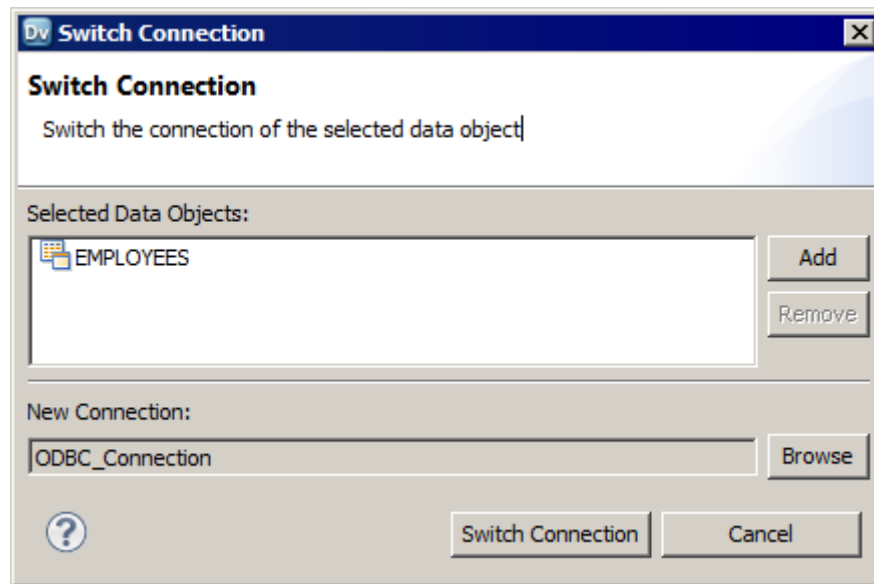 Dv Switch Connection
Switch Connection
Switch the connection of the selected data object
Selected Data Objects:
EMPLOYEES
Add
Remove
New Connection:
ODBC_Connection
Browse
?
Switch Connection
Cancel